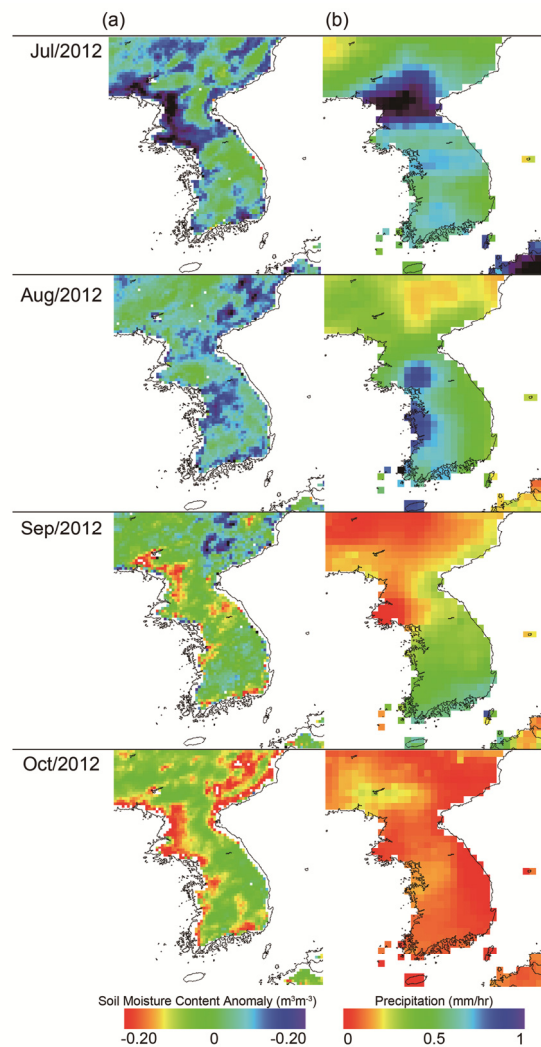 (a) (b)
Jul/2012
Aug/2012
Sep/2012
Oct/2012
Soil Moisture Content Anomaly (m³m⁻³) Precipitation (mm/hr)
-0.20 0 -0.20 0 0.5 1